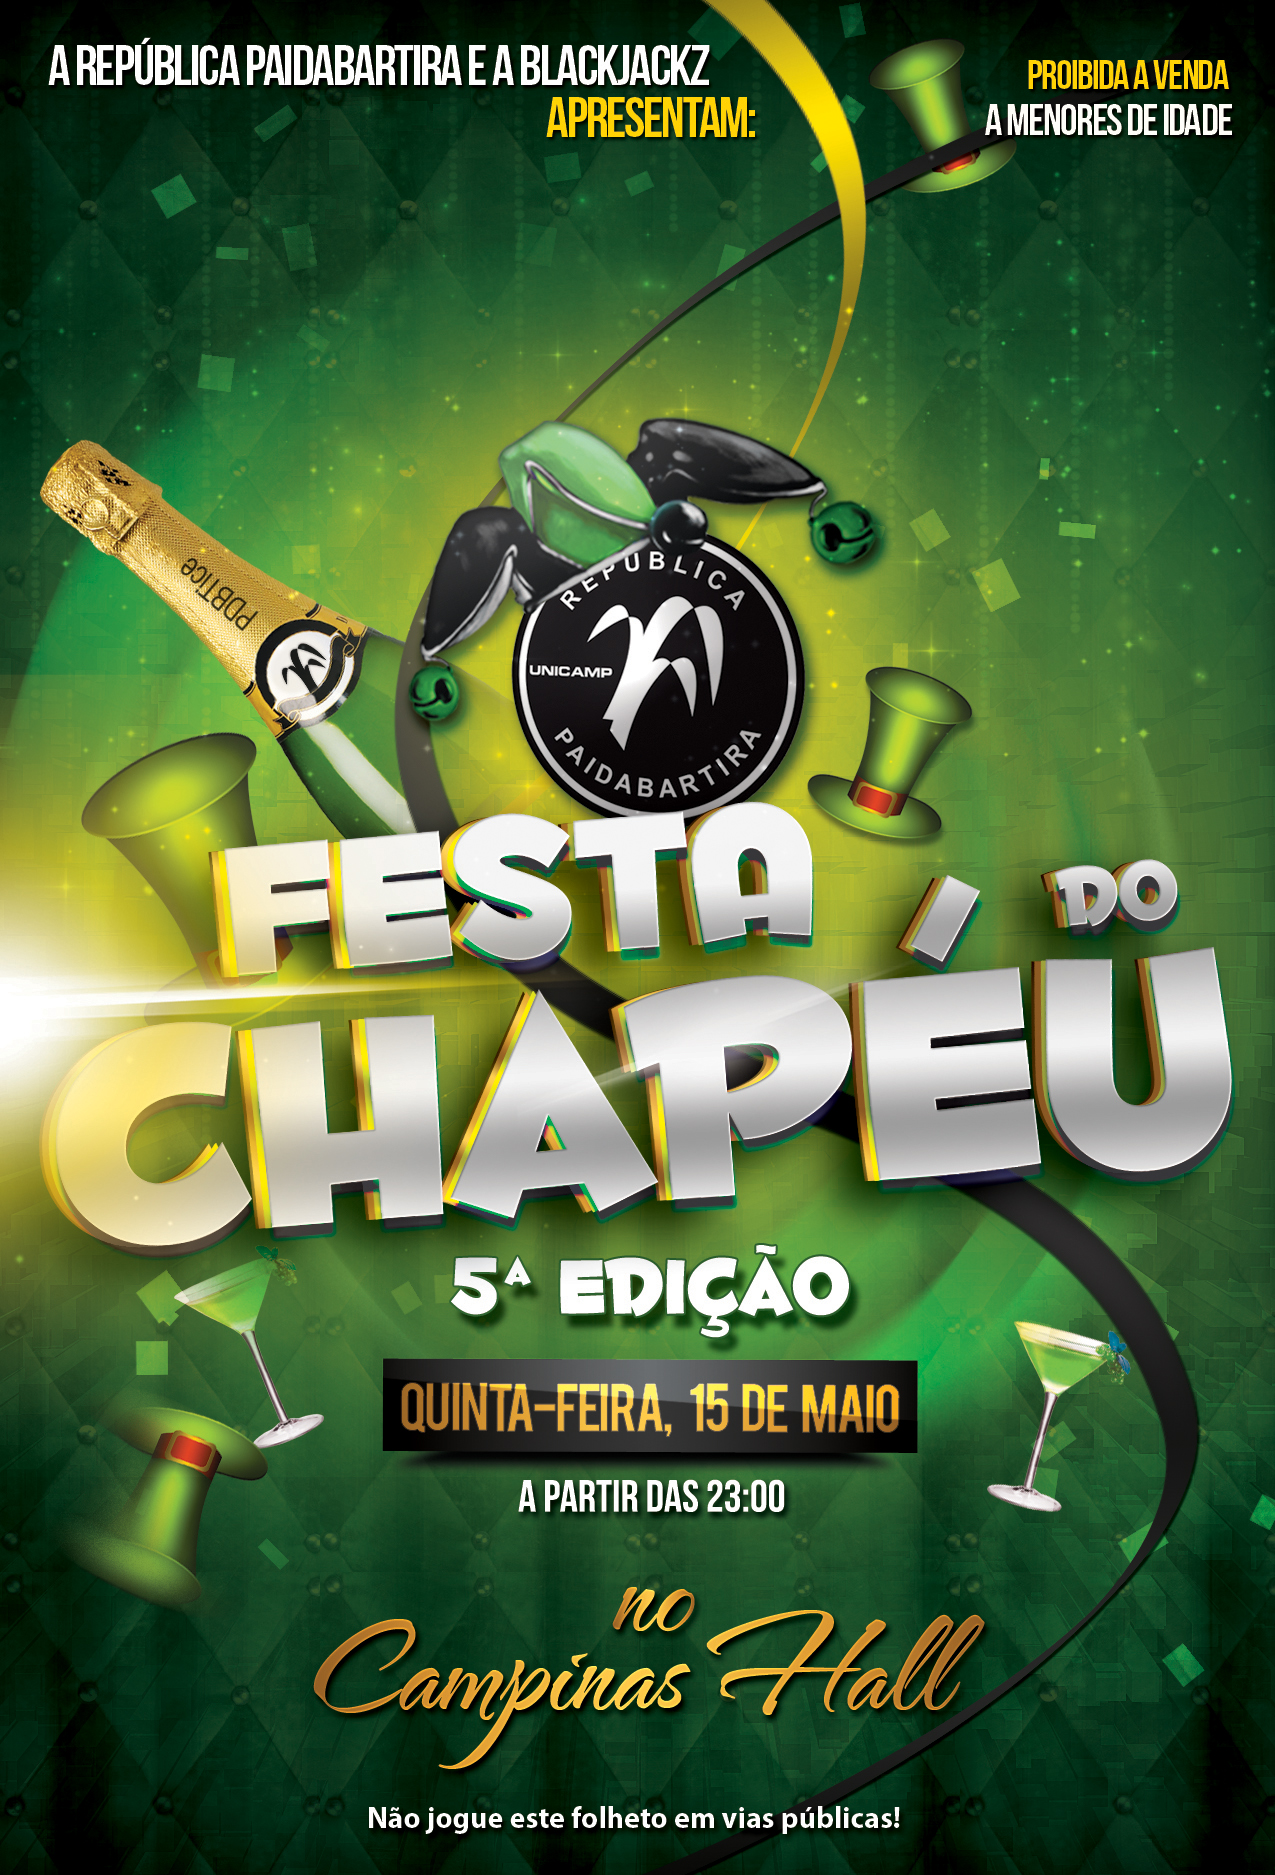 A REPÚBLICA PAIDABARTIRA E A BLACKJACKZ
APRESENTAM:
PROIBIDA A VENDA
A MENORES DE IDADE
PDBTice
REPÚBLICA
UNICAMP
PAIDABARTIRA
FESTA
DO
CHAPÉU
5ª EDIÇÃO
QUINTA-FEIRA, 15 DE MAIO
A PARTIR DAS 23:00
no
Campinas Hall
Não jogue este folheto em vias públicas!